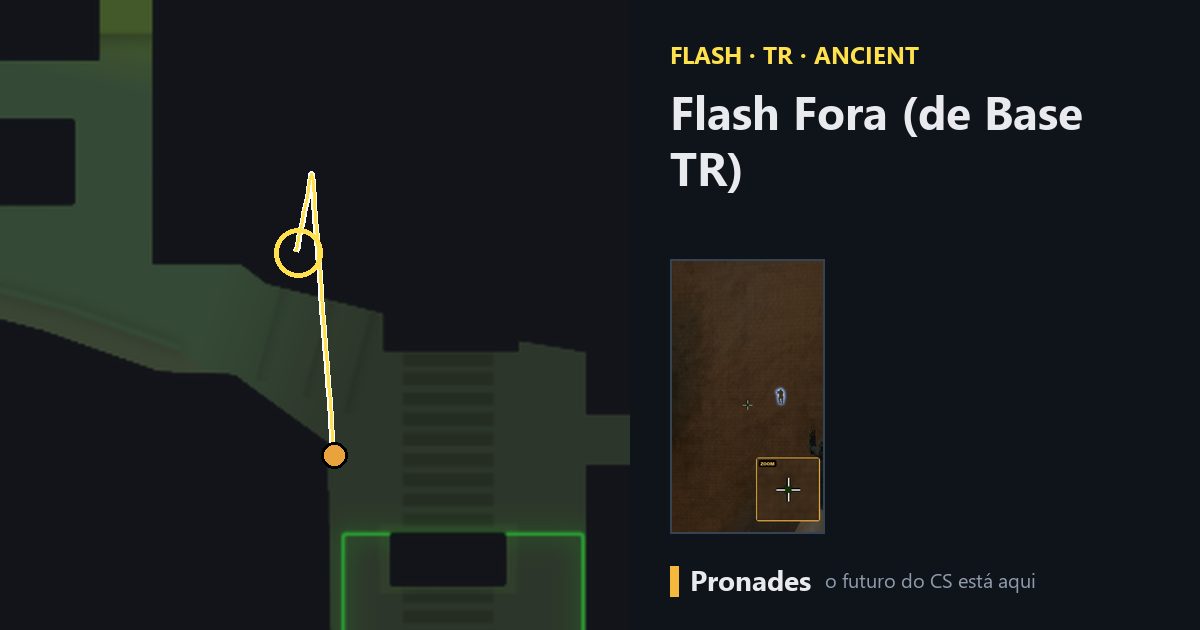 FLASH · TR · ANCIENT
Flash Fora (de Base
TR)
ZOOM
Pronades o futuro do CS está aqui